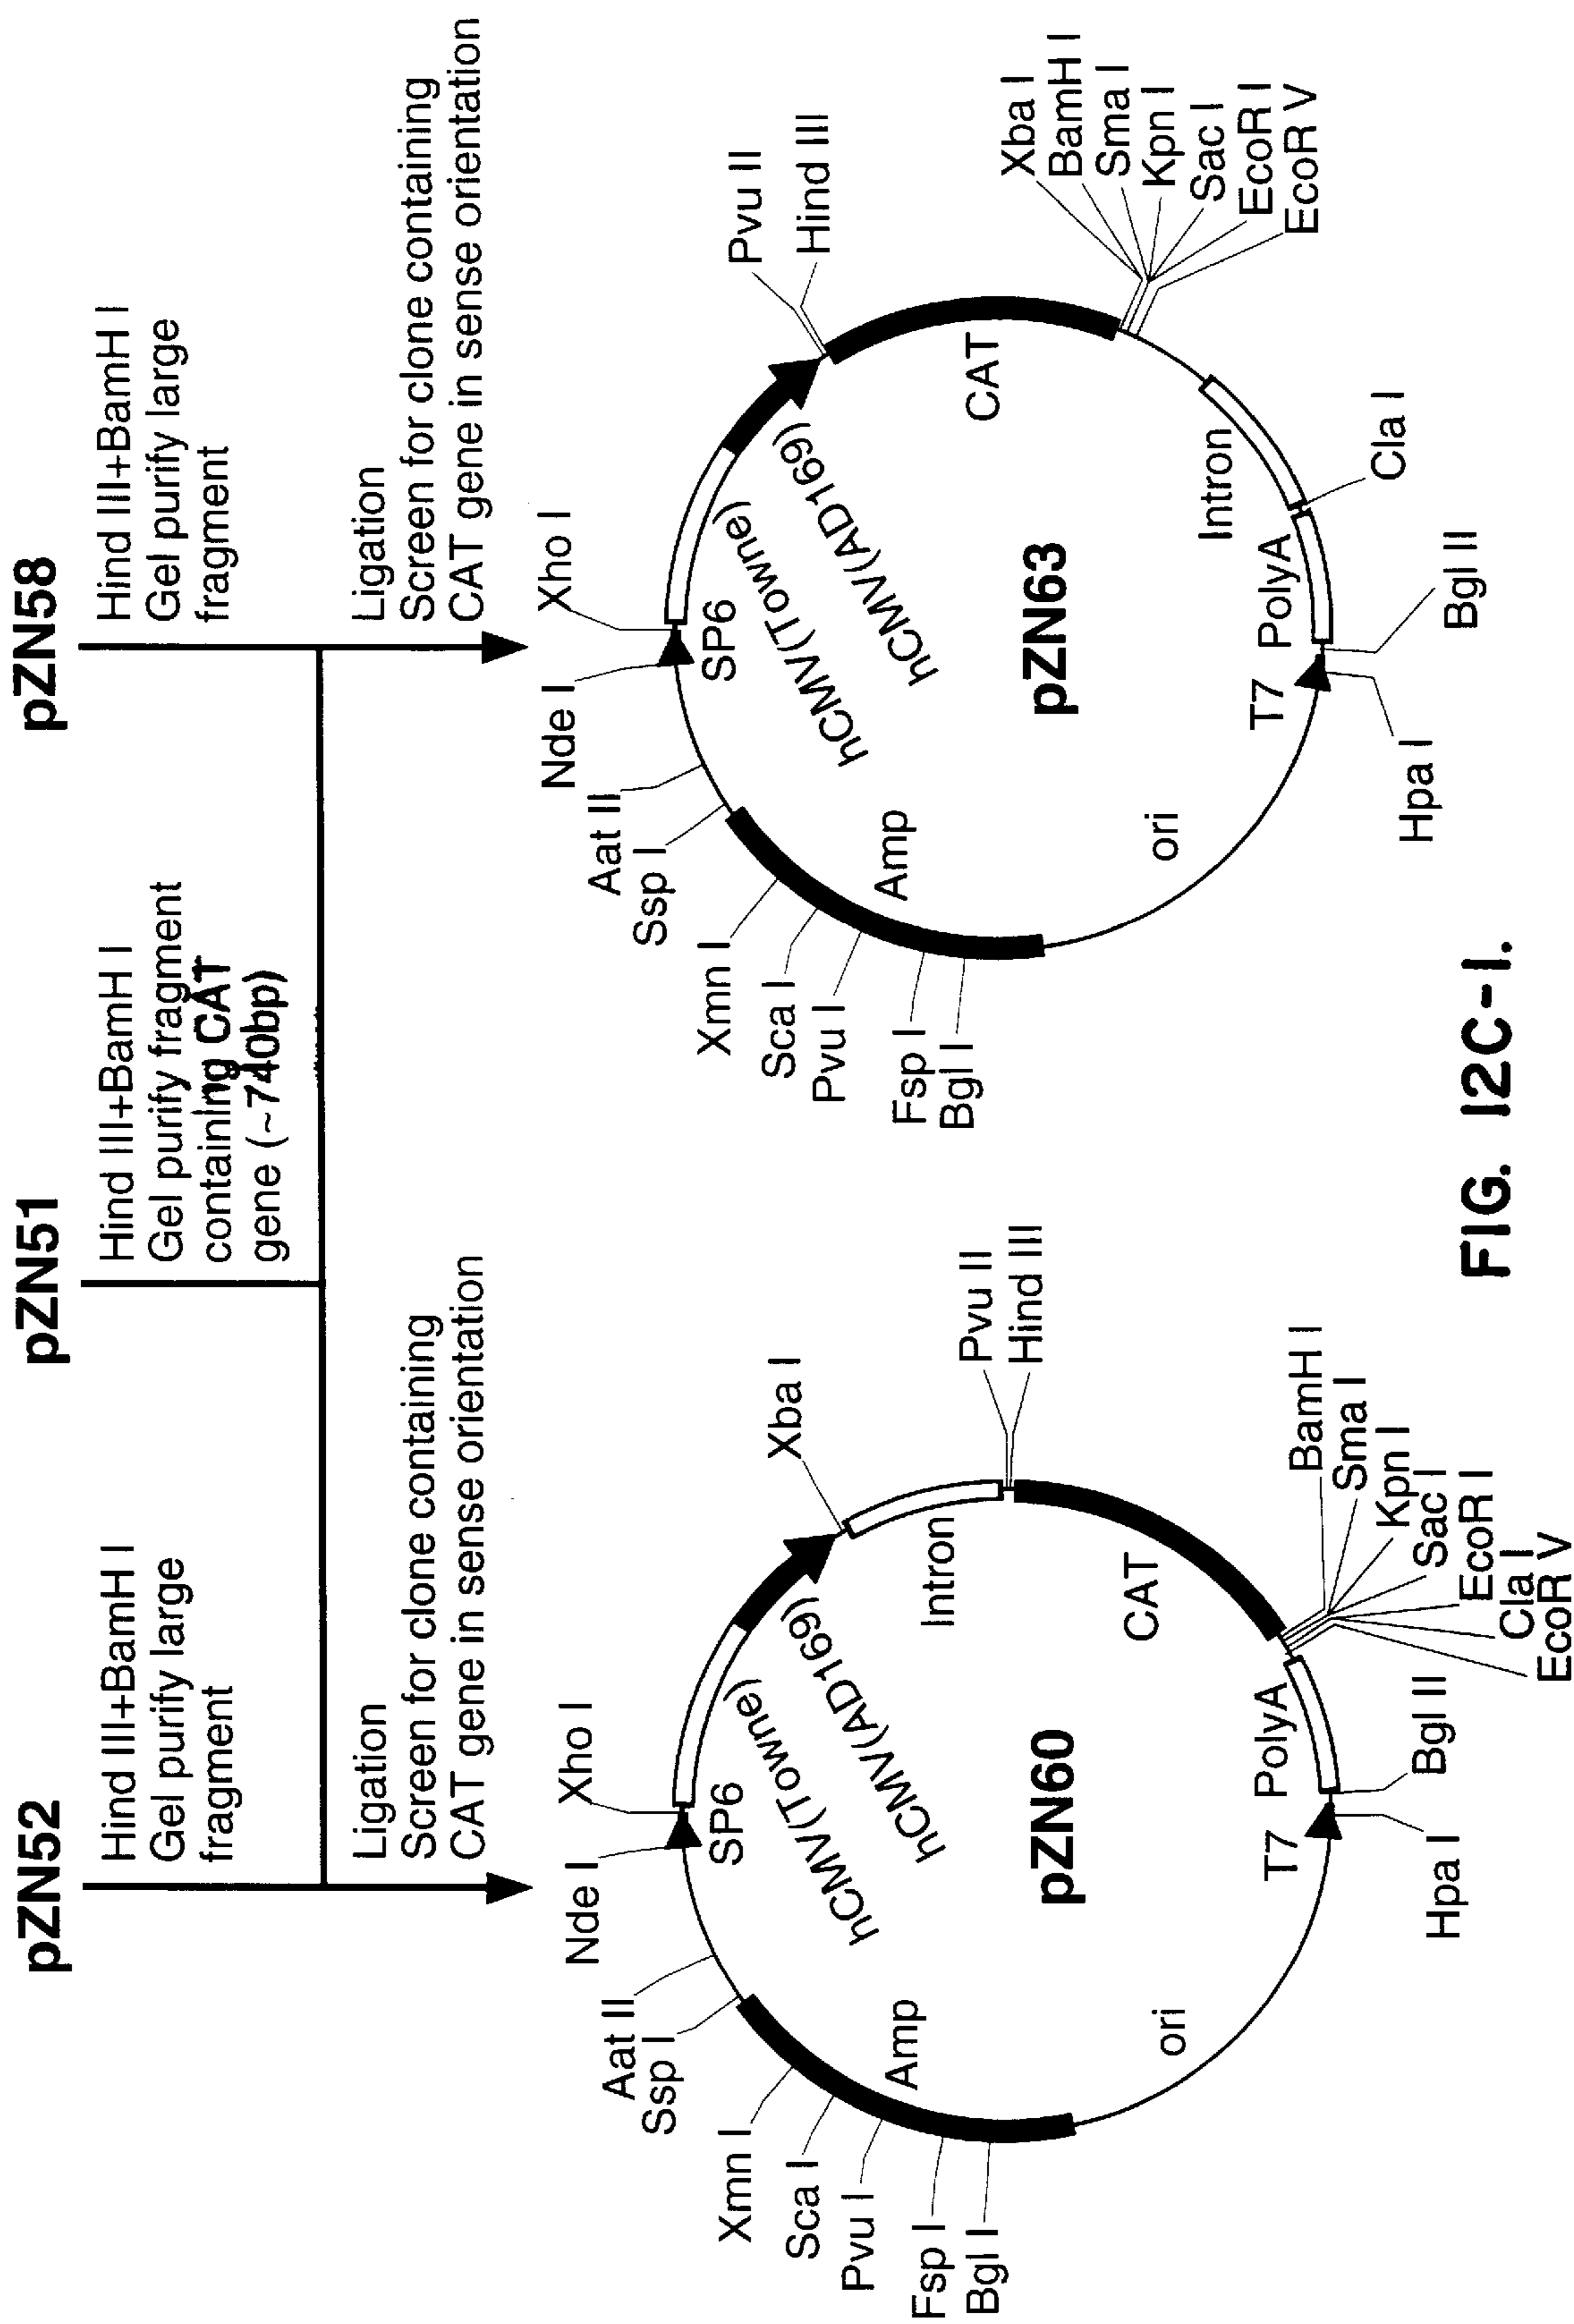 pZN52
Hind III+BamH I
Gel purify large
fragment
pZN51
Hind III+BamH I
Gel purify fragment
containing CAT
gene (~740bp)
pZN58
Hind III+BamH I
Gel purify large
fragment
Ligation
Screen for clone containing
CAT gene in sense orientation
Ligation
Screen for clone containing
CAT gene in sense orientation
Nde I
Xho I
Aat II
Ssp I
Xmn I
Sca I
Pvu I
Fsp I
Bgl I
SP6
hCMV(Towne)
hCMV(AD169)
Xba I
Intron
Pvu II
Hind III
Amp
CAT
pZN60
ori
T7
PolyA
BamH I
Sma I
Kpn I
Sac I
EcoR I
Cla I
EcoR V
Bgl II
Hpa I
Nde I
Xho I
Aat II
Ssp I
Xmn I
Sca I
Pvu I
Fsp I
Bgl I
SP6
hCMV(Towne)
hCMV(AD169)
Pvu II
Hind III
Amp
CAT
pZN63
ori
T7
PolyA
Intron
Xba I
BamH I
Sma I
Kpn I
Sac I
EcoR I
EcoR V
Cla I
Bgl II
Hpa I
FIG. 12C-1.